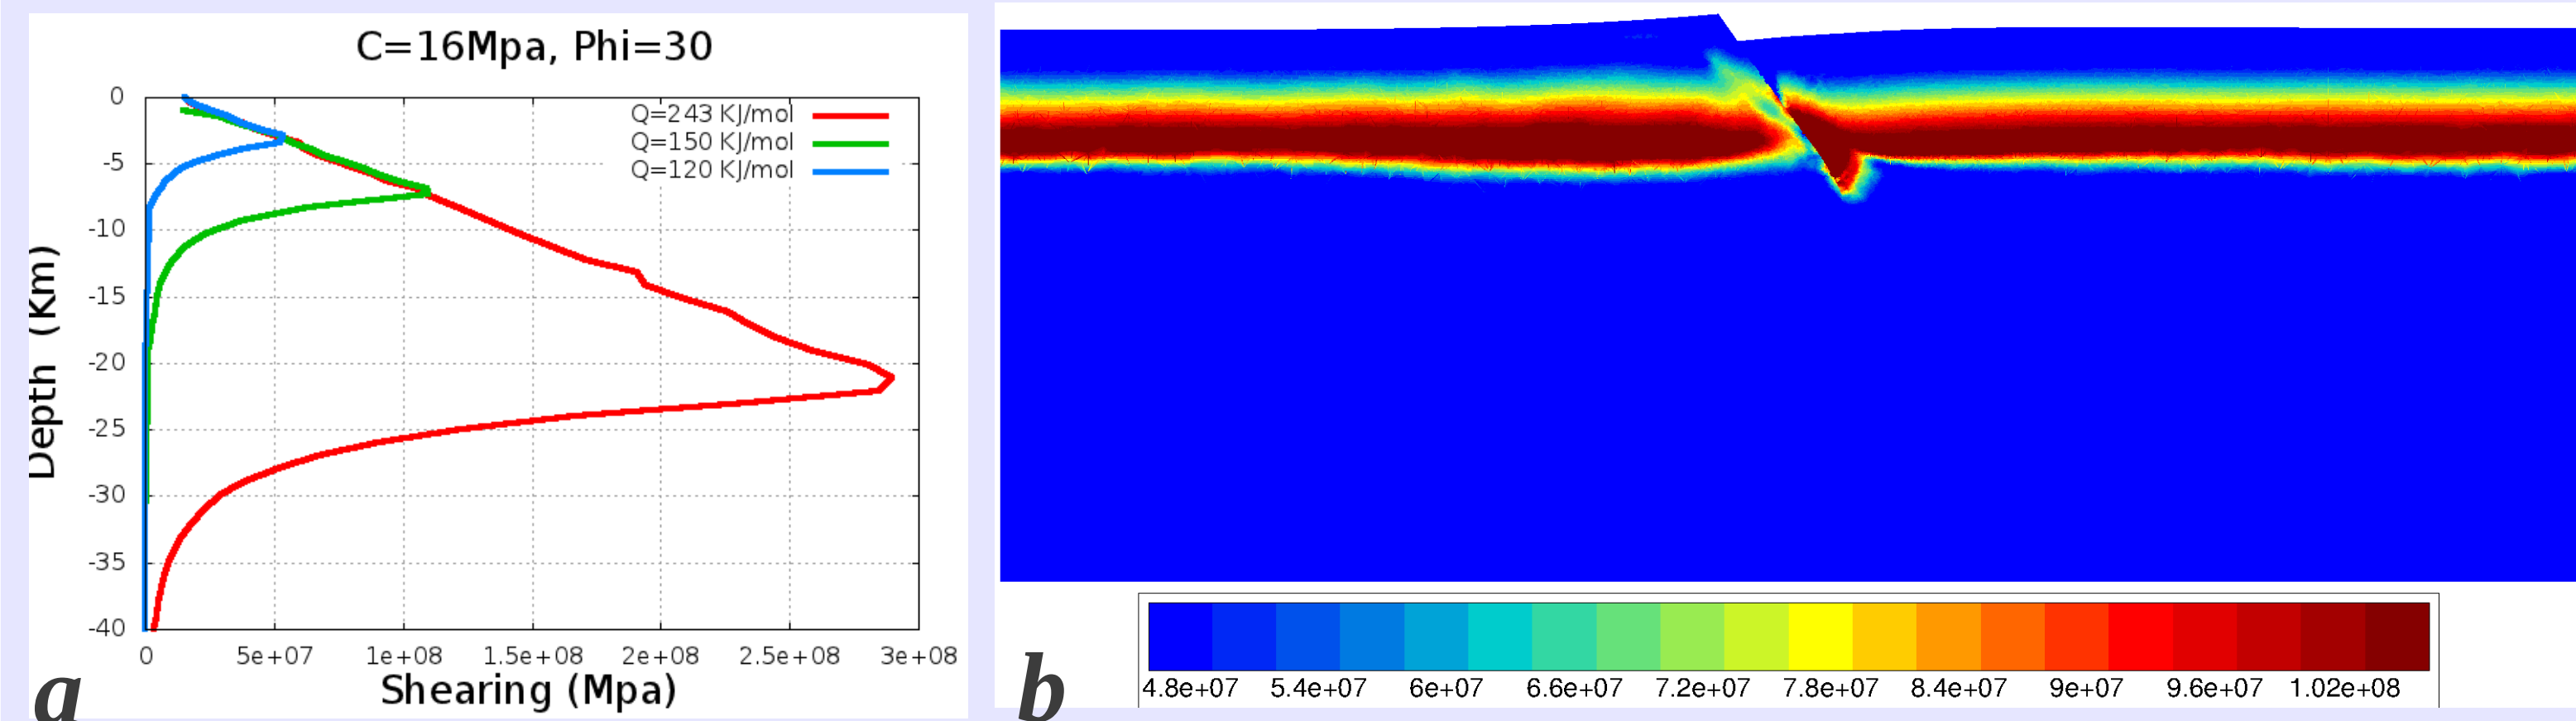 C=16Mpa, Phi=30
Q=243 KJ/mol
Q=150 KJ/mol
Q=120 KJ/mol
0
-5
-10
-15
-20
-25
-30
-35
-40
Depth (Km)
0 5e+07 1e+08 1.5e+08 2e+08 2.5e+08 3e+08
Shearing (Mpa)
a
b
4.8e+07 5.4e+07 6e+07 6.6e+07 7.2e+07 7.8e+07 8.4e+07 9e+07 9.6e+07 1.02e+08